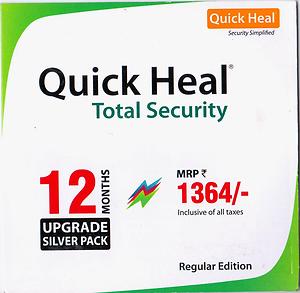 Quick Heal
Security Simplified
Quick Heal®
Total Security
12 MONTHS
UPGRADE
SILVER PACK
MRP ₹
1364/-
Inclusive of all taxes
Regular Edition